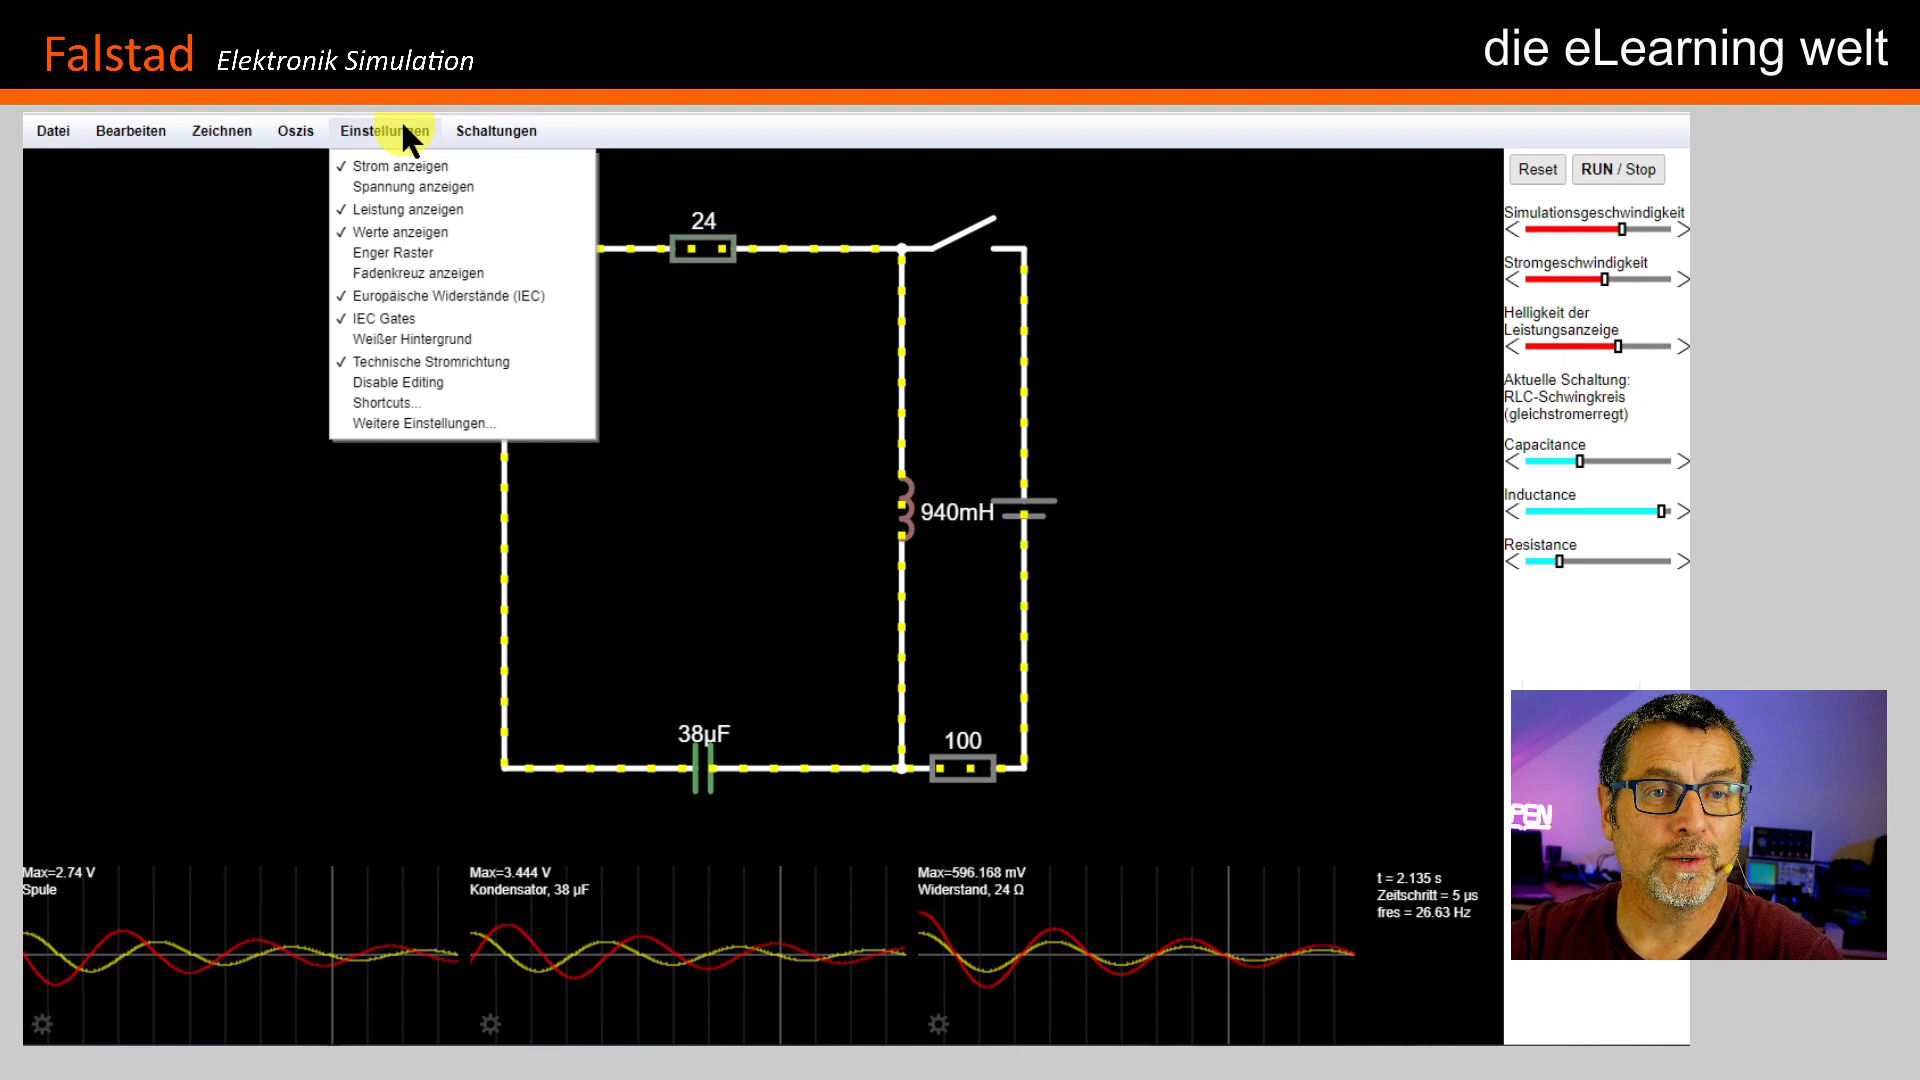 Falstad Elektronik Simulation
die eLearning welt
Datei Bearbeiten Zeichnen Oszis Einstellungen Schaltungen
✓ Strom anzeigen
Spannung anzeigen
✓ Leistung anzeigen
✓ Werte anzeigen
Enger Raster
Fadenkreuz anzeigen
✓ Europäische Widerstände (IEC)
✓ IEC Gates
Weißer Hintergrund
✓ Technische Stromrichtung
Disable Editing
Shortcuts...
Weitere Einstellungen...
24
940mH
38μF
100
Reset RUN / Stop
Simulationsgeschwindigkeit
Stromgeschwindigkeit
Helligkeit der
Leistungsanzeige
Aktuelle Schaltung:
RLC-Schwingkreis
(gleichstromerregt)
Capacitance
Inductance
Resistance
Max=2.74 V
Spule
Max=3.444 V
Kondensator, 38 μF
Max=596.168 mV
Widerstand, 24 Ω
t = 2.135 s
Zeitschritt = 5 μs
fres = 26.63 Hz
PEN